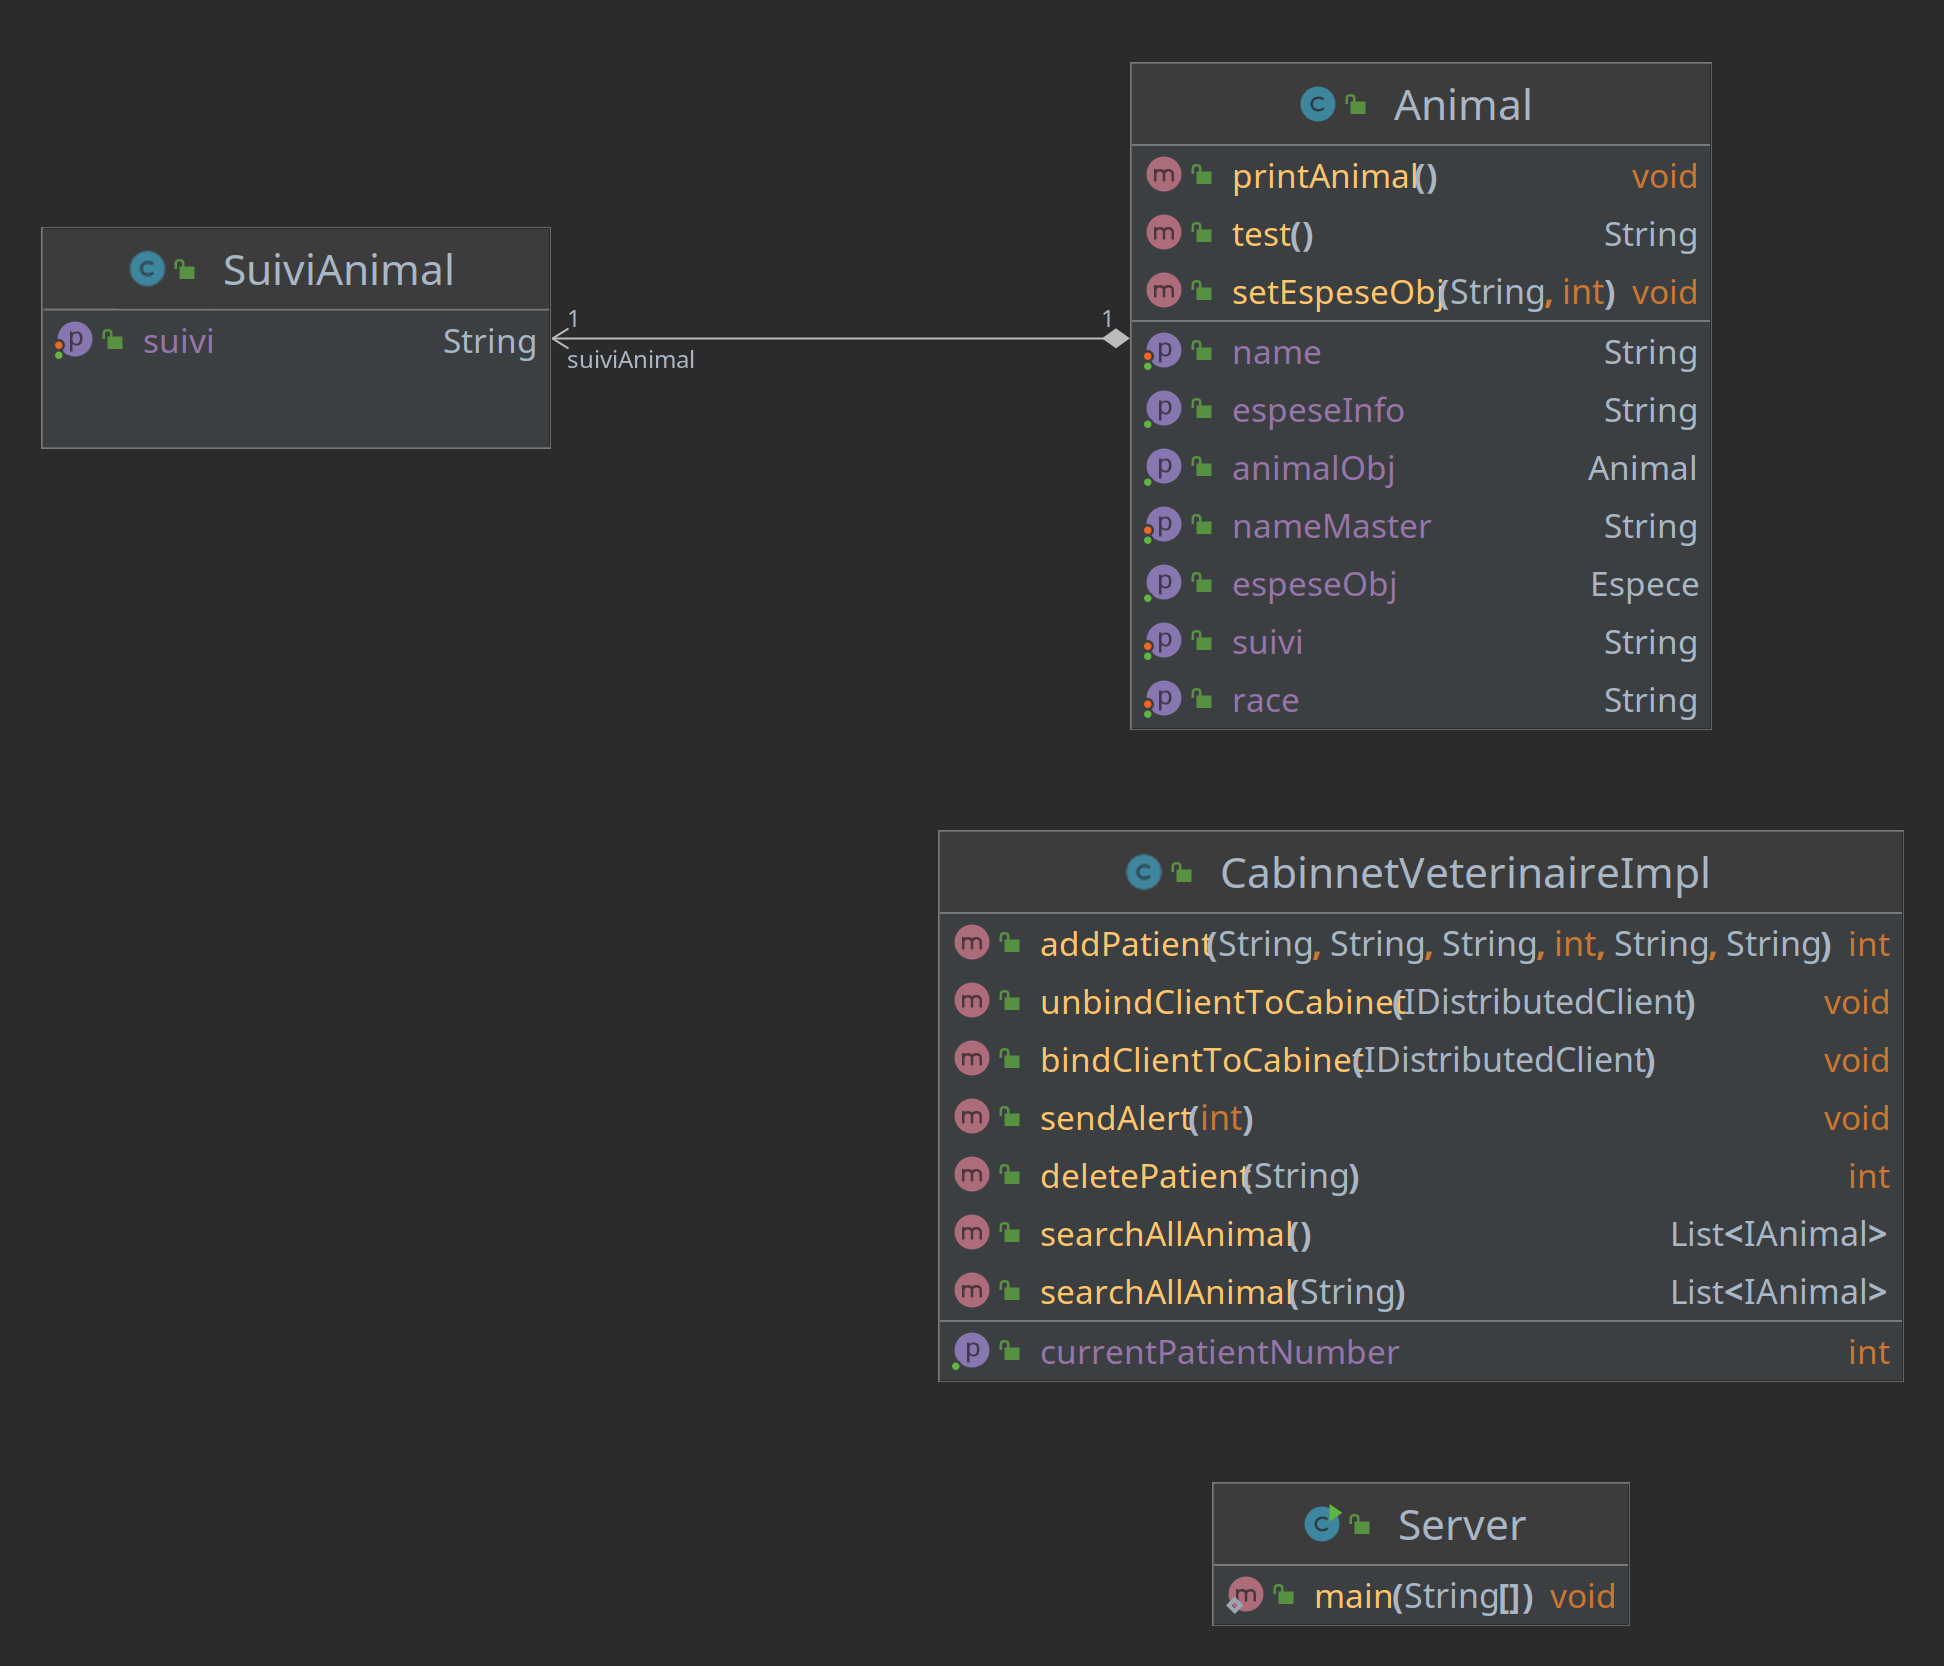 Animal
printAnimal() void
test() String
setEspeseObj(String, int) void
name String
espeseInfo String
animalObj Animal
nameMaster String
espeseObj Espece
suivi String
race String
SuiviAnimal
suivi String
1
suiviAnimal
1
CabinnetVeterinaireImpl
addPatient(String, String, String, int, String, String) int
unbindClientToCabinet(IDistributedClient) void
bindClientToCabinet(IDistributedClient) void
sendAlert(int) void
deletePatient(String) int
searchAllAnimal() List<IAnimal>
searchAllAnimal(String) List<IAnimal>
currentPatientNumber int
Server
main(String[]) void